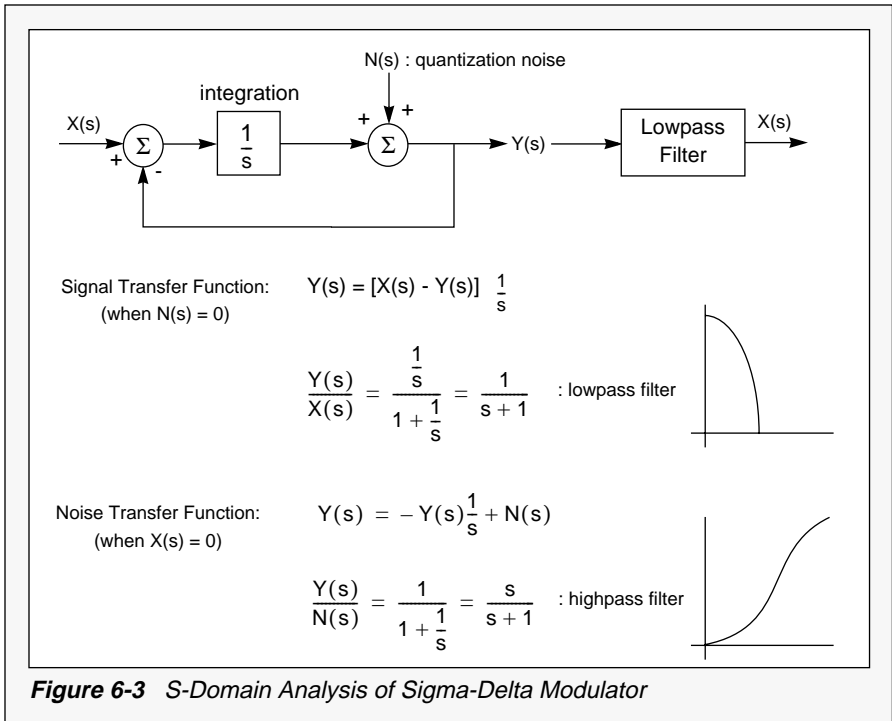 N(s) : quantization noise
integration
X(s)
+
Σ
-
1
s
+
+
Σ
Y(s)
Lowpass
Filter
X(s)
Signal Transfer Function:
(when N(s) = 0)
Y(s) = [X(s) - Y(s)] 1/s
Y(s)/X(s) = (1/s)/(1 + 1/s) = 1/(s + 1) : lowpass filter
Noise Transfer Function:
(when X(s) = 0)
Y(s) = – Y(s) 1/s + N(s)
Y(s)/N(s) = 1/(1 + 1/s) = s/(s + 1) : highpass filter
Figure 6-3 S-Domain Analysis of Sigma-Delta Modulator